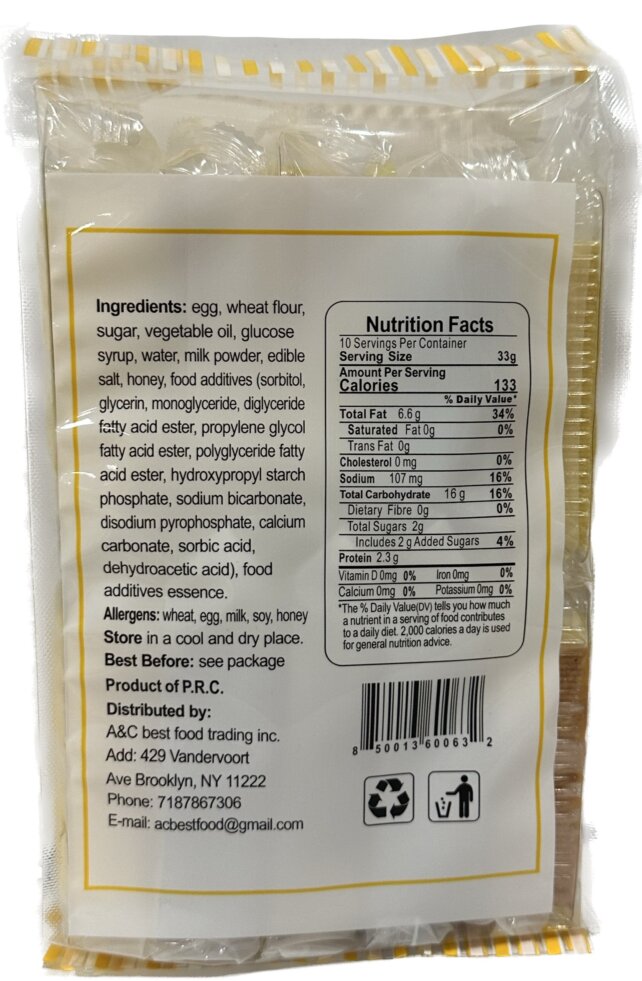 Ingredients: egg, wheat flour,
sugar, vegetable oil, glucose
syrup, water, milk powder, edible
salt, honey, food additives (sorbitol,
glycerin, monoglyceride, diglyceride
fatty acid ester, propylene glycol
fatty acid ester, polyglyceride fatty
acid ester, hydroxypropyl starch
phosphate, sodium bicarbonate,
disodium pyrophosphate, calcium
carbonate, sorbic acid,
dehydroacetic acid), food
additives essence.
Allergens: wheat, egg, milk, soy, honey
Store in a cool and dry place.
Best Before: see package
Product of P.R.C.
Distributed by:
A&C best food trading inc.
Add: 429 Vandervoort
Ave Brooklyn, NY 11222
Phone: 7187867306
E-mail: acbestfood@gmail.com
Nutrition Facts
10 Servings Per Container
Serving Size 33g
Amount Per Serving
Calories 133
% Daily Value*
Total Fat 6.6 g 34%
Saturated Fat 0g 0%
Trans Fat 0g
Cholesterol 0 mg 0%
Sodium 107 mg 16%
Total Carbohydrate 16 g 16%
Dietary Fibre 0g 0%
Total Sugars 2g
Includes 2 g Added Sugars 4%
Protein 2.3 g
Vitamin D 0mg 0% Iron 0mg 0%
Calcium 0mg 0% Potassium 0mg 0%
*The % Daily Value(DV) tells you how much
a nutrient in a serving of food contributes
to a daily diet. 2,000 calories a day is used
for general nutrition advice.
8 50013 60063 2